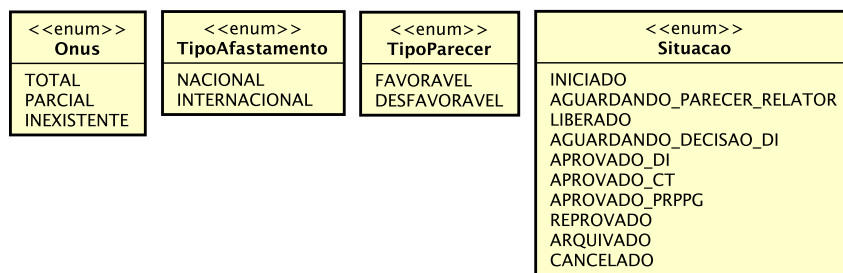 <<enum>>
Onus
TOTAL
PARCIAL
INEXISTENTE
<<enum>>
TipoAfastamento
NACIONAL
INTERNACIONAL
<<enum>>
TipoParecer
FAVORAVEL
DESFAVORAVEL
<<enum>>
Situacao
INICIADO
AGUARDANDO_PARECER_RELATOR
LIBERADO
AGUARDANDO_DECISAO_DI
APROVADO_DI
APROVADO_CT
APROVADO_PRPPG
REPROVADO
ARQUIVADO
CANCELADO